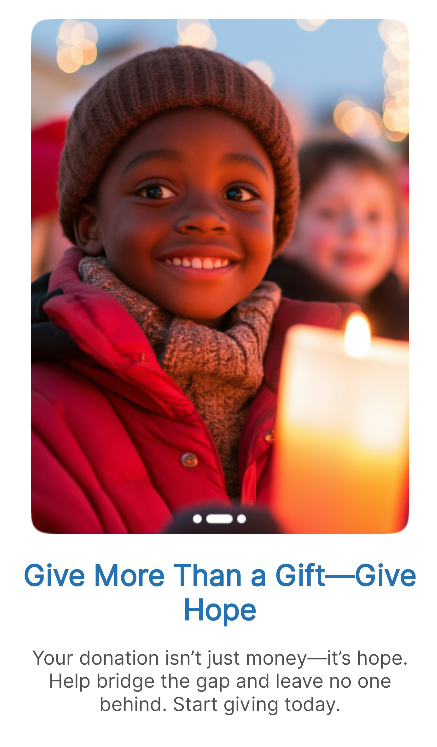 Give More Than a Gift—Give
Hope
Your donation isn’t just money—it’s hope.
Help bridge the gap and leave no one
behind. Start giving today.